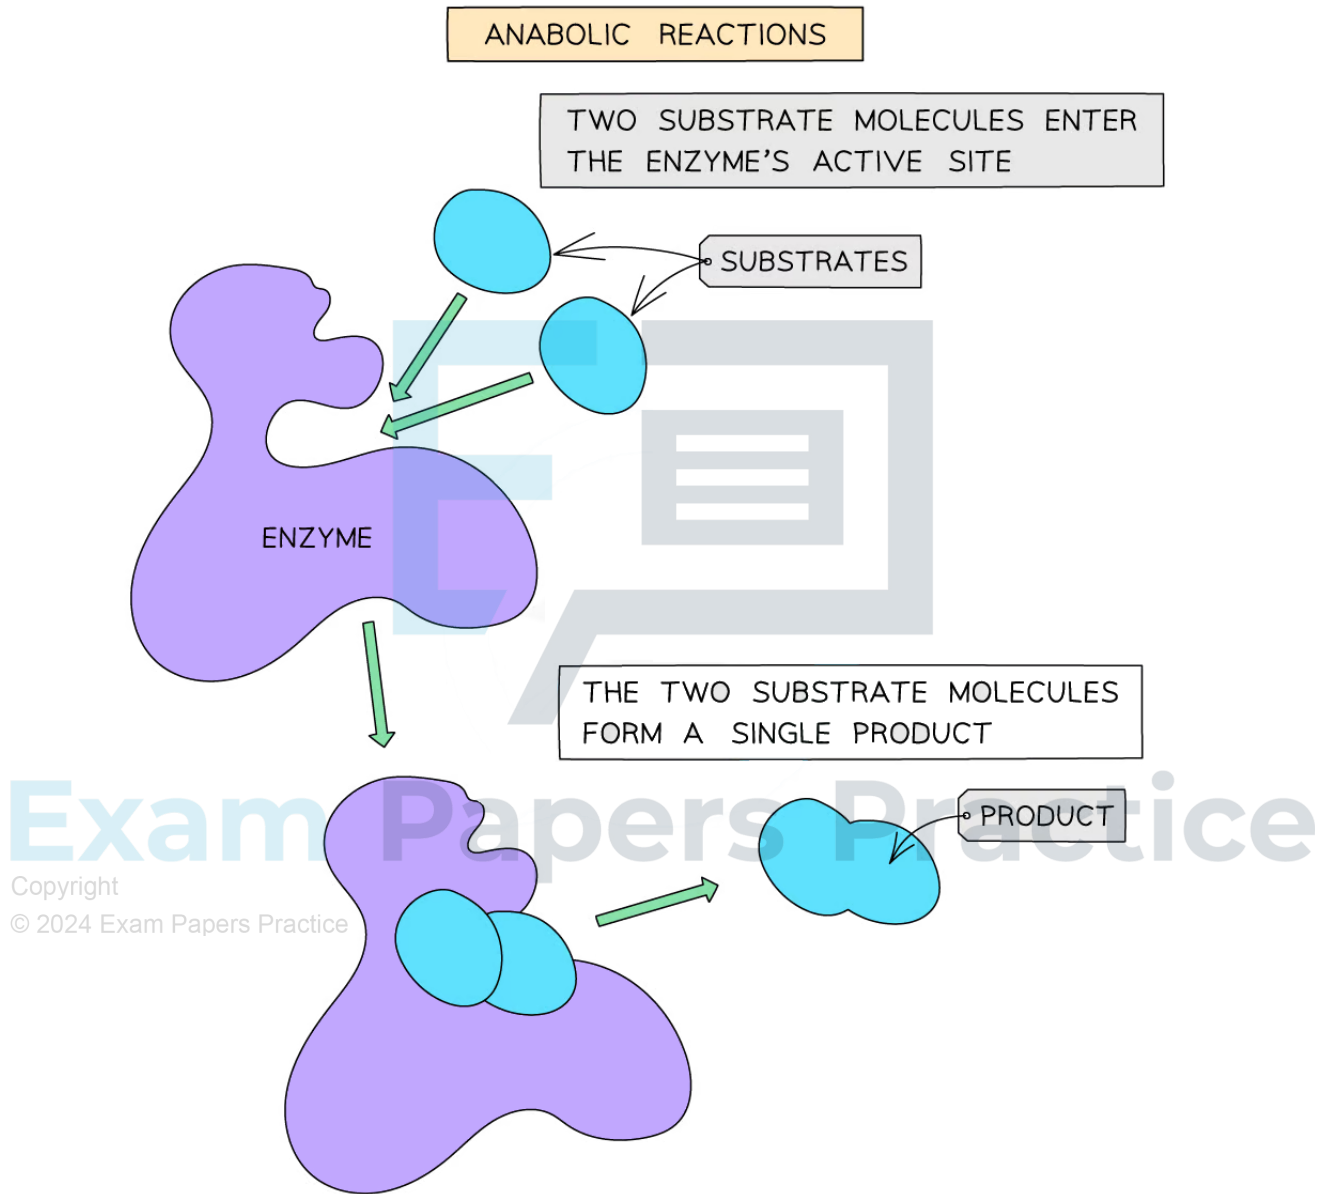 ANABOLIC REACTIONS
TWO SUBSTRATE MOLECULES ENTER
THE ENZYME'S ACTIVE SITE
SUBSTRATES
ENZYME
THE TWO SUBSTRATE MOLECULES
FORM A SINGLE PRODUCT
PRODUCT
Exam Papers Practice
Copyright
© 2024 Exam Papers Practice